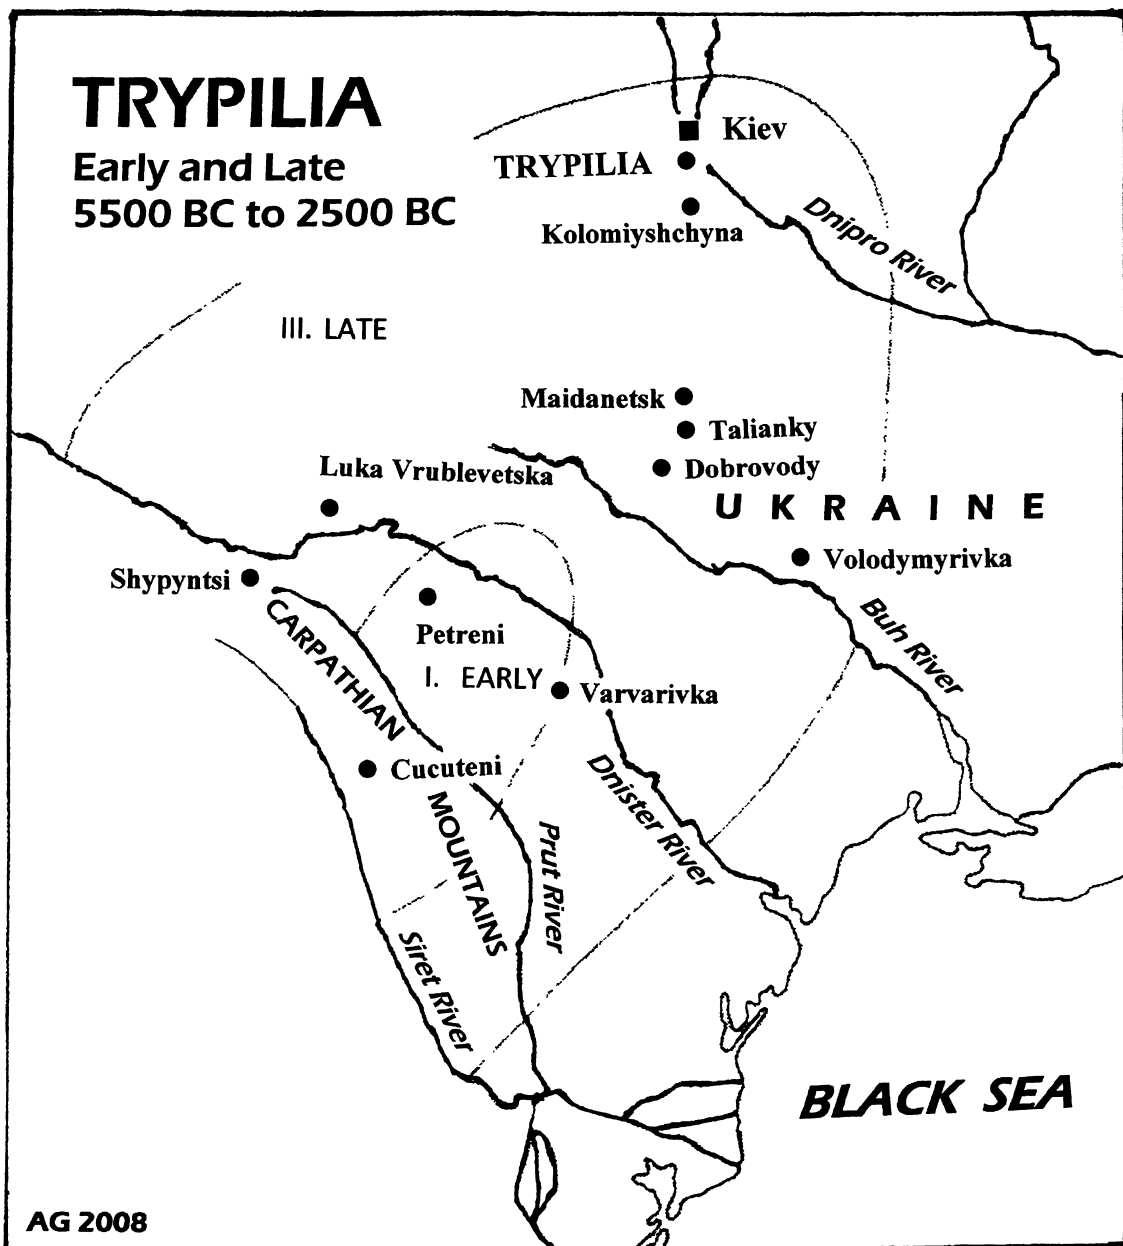 TRYPILIA
Early and Late
5500 BC to 2500 BC
Kiev
TRYPILIA
Kolomiyshchyna
Dnipro River
III. LATE
Maidanetsk
Talianky
Dobrovody
Luka Vrublevetska
UKRAINE
Volodymyrivka
Shypyntsi
Petreni
Buh River
CARPATHIAN
I. EARLY
Varvarivka
Cucuteni
MOUNTAINS
Dnister River
Prut River
Siret River
BLACK SEA
AG 2008